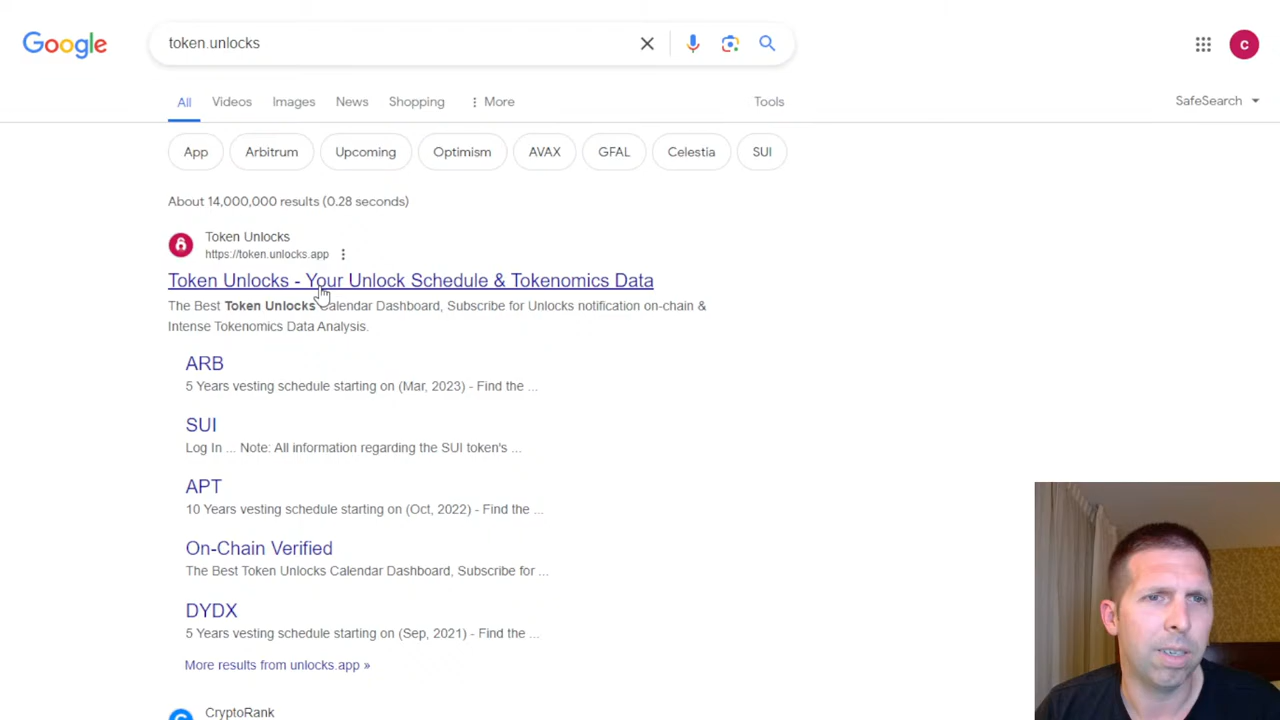 Google
token.unlocks
C
All Videos Images News Shopping More Tools SafeSearch
App Arbitrum Upcoming Optimism AVAX GFAL Celestia SUI
About 14,000,000 results (0.28 seconds)
Token Unlocks
https://token.unlocks.app
Token Unlocks - Your Unlock Schedule & Tokenomics Data
The Best Token Unlocks Calendar Dashboard, Subscribe for Unlocks notification on-chain &
Intense Tokenomics Data Analysis.
ARB
5 Years vesting schedule starting on (Mar, 2023) - Find the ...
SUI
Log In ... Note: All information regarding the SUI token's ...
APT
10 Years vesting schedule starting on (Oct, 2022) - Find the ...
On-Chain Verified
The Best Token Unlocks Calendar Dashboard, Subscribe for ...
DYDX
5 Years vesting schedule starting on (Sep, 2021) - Find the ...
More results from unlocks.app »
CryptoRank